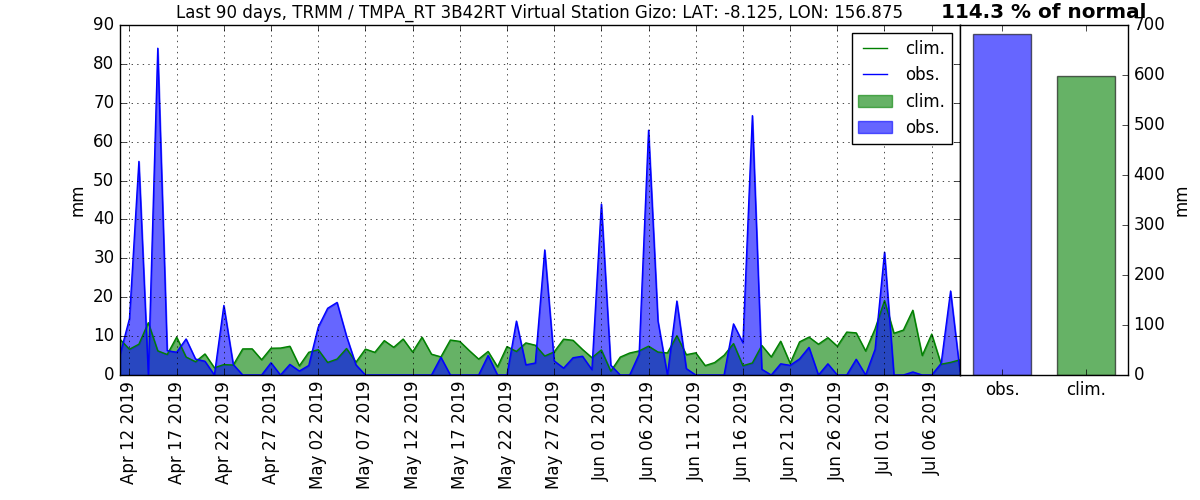 Last 90 days, TRMM / TMPA_RT 3B42RT Virtual Station Gizo: LAT: -8.125, LON: 156.875
114.3 % of normal
90
80
70
60
50
40
30
20
10
0
mm
clim.
obs.
clim.
obs.
700
600
500
400
300
200
100
0
mm
Apr 12 2019
Apr 17 2019
Apr 22 2019
Apr 27 2019
May 02 2019
May 07 2019
May 12 2019
May 17 2019
May 22 2019
May 27 2019
Jun 01 2019
Jun 06 2019
Jun 11 2019
Jun 16 2019
Jun 21 2019
Jun 26 2019
Jul 01 2019
Jul 06 2019
obs.
clim.